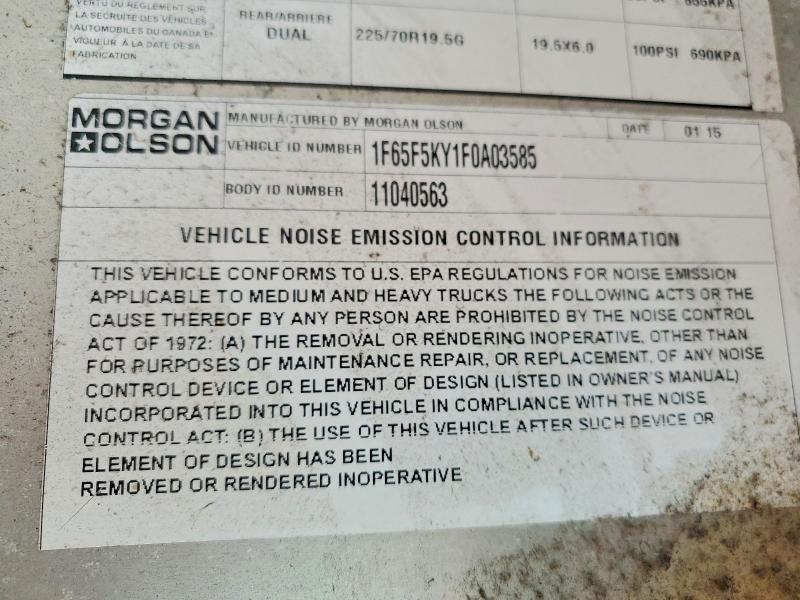 VERTU DU RÈGLEMENT SUR
LA SECRUITE DES VÉHICLES
AUTOMOBILES DU CANADA EN
VIGUEUR À LA DATE DE SA
FABRICATION
REAR/ARRIERE
DUAL
225/70R19.5G
19.5X6.0
655KPA
100PSI 690KPA
MORGAN
OLSON
MANUFACTURED BY MORGAN OLSON
DATE 01 15
VEHICLE ID NUMBER 1F65F5KY1F0A03585
BODY ID NUMBER 11040563
VEHICLE NOISE EMISSION CONTROL INFORMATION
THIS VEHICLE CONFORMS TO U.S. EPA REGULATIONS FOR NOISE EMISSION
APPLICABLE TO MEDIUM AND HEAVY TRUCKS THE FOLLOWING ACTS OR THE
CAUSE THEREOF BY ANY PERSON ARE PROHIBITED BY THE NOISE CONTROL
ACT OF 1972: (A) THE REMOVAL OR RENDERING INOPERATIVE, OTHER THAN
FOR PURPOSES OF MAINTENANCE REPAIR, OR REPLACEMENT, OF ANY NOISE
CONTROL DEVICE OR ELEMENT OF DESIGN (LISTED IN OWNER'S MANUAL)
INCORPORATED INTO THIS VEHICLE IN COMPLIANCE WITH THE NOISE
CONTROL ACT: (B) THE USE OF THIS VEHICLE AFTER SUCH DEVICE OR
ELEMENT OF DESIGN HAS BEEN
REMOVED OR RENDERED INOPERATIVE